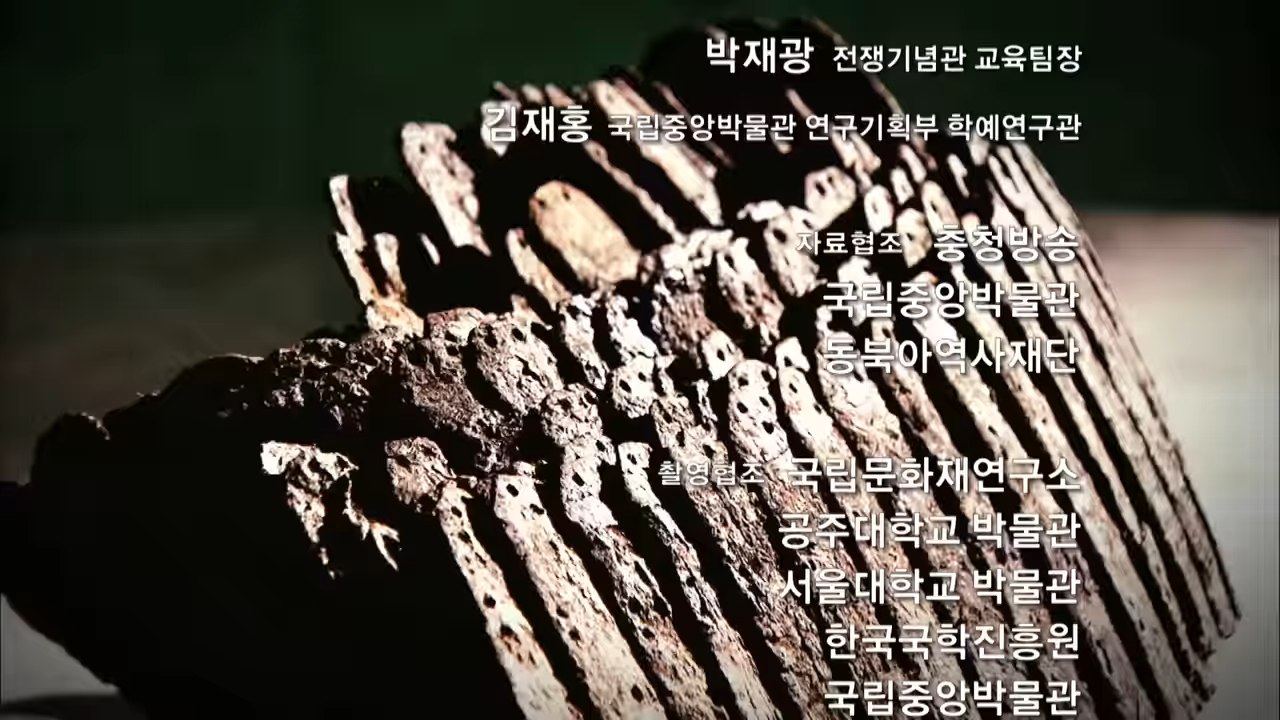 박재광 전쟁기념관 교육팀장
김재홍 국립중앙박물관 연구기획부 학예연구관
자료협조 충청방송
국립중앙박물관
동북아역사재단
촬영협조 국립문화재연구소
공주대학교 박물관
서울대학교 박물관
한국국학진흥원
국립중앙박물관